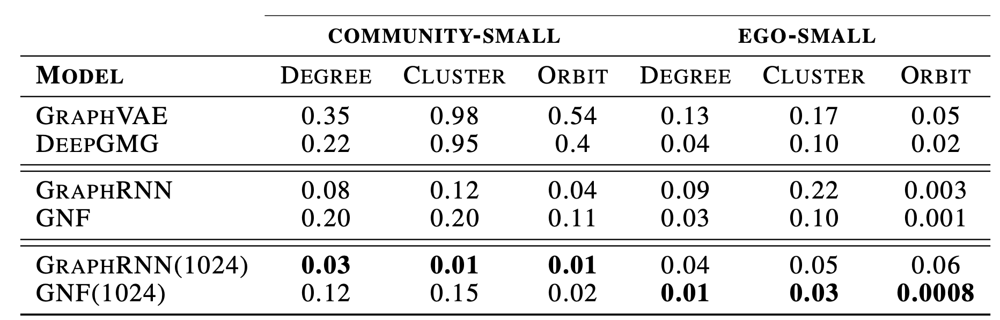 COMMUNITY-SMALL EGO-SMALL
MODEL DEGREE CLUSTER ORBIT DEGREE CLUSTER ORBIT
GRAPHVAE 0.35 0.98 0.54 0.13 0.17 0.05
DEEPGMG 0.22 0.95 0.4 0.04 0.10 0.02
GRAPHRNN 0.08 0.12 0.04 0.09 0.22 0.003
GNF 0.20 0.20 0.11 0.03 0.10 0.001
GRAPHRNN(1024) 0.03 0.01 0.01 0.04 0.05 0.06
GNF(1024) 0.12 0.15 0.02 0.01 0.03 0.0008